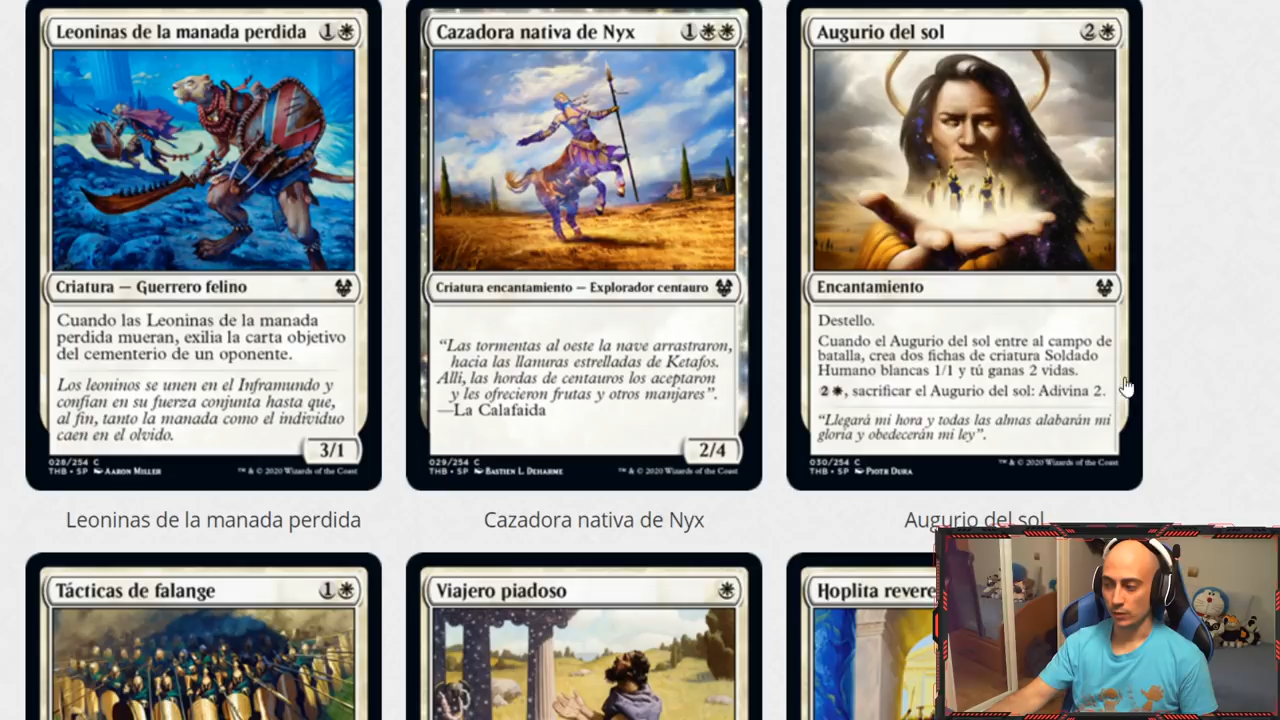 Leoninas de la manada perdida 1
Cuando las Leoninas de la manada
perdida mueran, exilia la carta objetivo
del cementerio de un oponente.
Los leoninos se unen en el Inframundo y
confían en su fuerza conjunta hasta que,
al fin, tanto la manada como el individuo
caen en el olvido.
Criatura — Guerrero felino
3/1
028/254 C
THB • SP AARON MILLER
™ & © 2020 Wizards of the Coast
Leoninas de la manada perdida
Cazadora nativa de Nyx 1
Criatura encantamiento — Explorador centauro
“Las tormentas al oeste la nave arrastraron,
hacia las llanuras estrelladas de Ketafos.
Allí, las hordas de centauros los aceptaron
y les ofrecieron frutas y otros manjares”.
—La Calafaida
2/4
029/254 C
THB • SP BASTIEN L. DEHARME
™ & © 2020 Wizards of the Coast
Cazadora nativa de Nyx
Augurio del sol 2
Encantamiento
Destello.
Cuando el Augurio del sol entre al campo de
batalla, crea dos fichas de criatura Soldado
Humano blancas 1/1 y tú ganas 2 vidas.
2, sacrificar el Augurio del sol: Adivina 2.
“Llegará mi hora y todas las almas alabarán mi
gloria y obedecerán mi ley”.
030/254 C
THB • SP PIOTR DURA
™ & © 2020 Wizards of the Coast
Augurio del sol
Tácticas de falange 1
Viajero piadoso
Hoplita revere